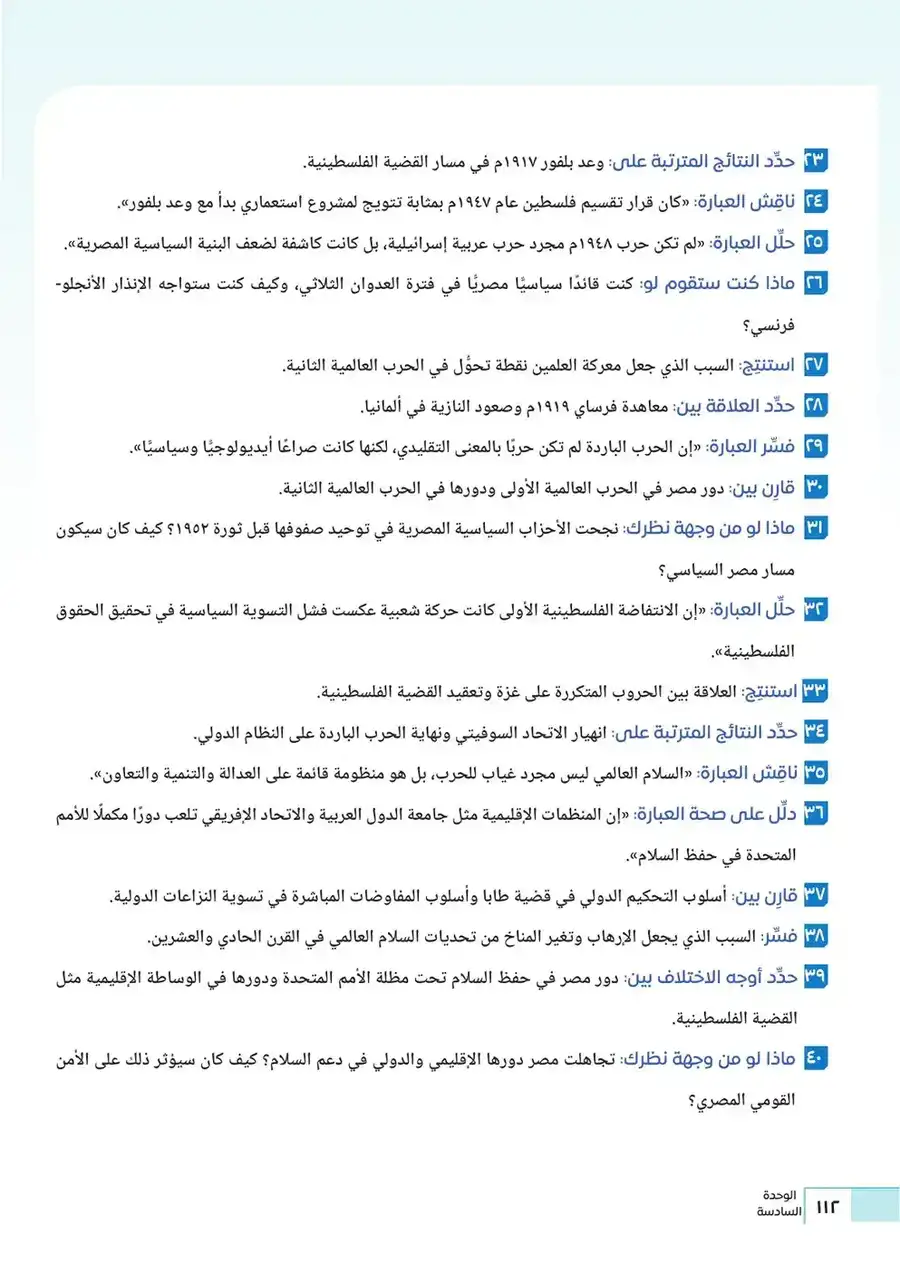 ٢٣ حدِّد النتائج المترتبة على: وعد بلفور ١٩١٧م في مسار القضية الفلسطينية.
٢٤ ناقِش العبارة: «كان قرار تقسيم فلسطين عام ١٩٤٧م بمثابة تتويج لمشروع استعماري بدأ مع وعد بلفور».
٢٥ حلِّل العبارة: «لم تكن حرب ١٩٤٨م مجرد حرب عربية إسرائيلية، بل كانت كاشفة لضعف البنية السياسية المصرية».
٢٦ ماذا كنت ستقوم لو: كنت قائدًا سياسيًّا مصريًّا في فترة العدوان الثلاثي، وكيف كنت ستواجه الإنذار الأنجلو-
فرنسي؟
٢٧ استنتِج: السبب الذي جعل معركة العلمين نقطة تحوُّل في الحرب العالمية الثانية.
٢٨ حدِّد العلاقة بين: معاهدة فرساي ١٩١٩م وصعود النازية في ألمانيا.
٢٩ فسِّر العبارة: «إن الحرب الباردة لم تكن حربًا بالمعنى التقليدي، لكنها كانت صراعًا أيديولوجيًّا وسياسيًّا».
٣٠ قارِن بين: دور مصر في الحرب العالمية الأولى ودورها في الحرب العالمية الثانية.
٣١ ماذا لو من وجهة نظرك: نجحت الأحزاب السياسية المصرية في توحيد صفوفها قبل ثورة ١٩٥٢؟ كيف كان سيكون
مسار مصر السياسي؟
٣٢ حلِّل العبارة: «إن الانتفاضة الفلسطينية الأولى كانت حركة شعبية عكست فشل التسوية السياسية في تحقيق الحقوق
الفلسطينية».
٣٣ استنتِج: العلاقة بين الحروب المتكررة على غزة وتعقيد القضية الفلسطينية.
٣٤ حدِّد النتائج المترتبة على: انهيار الاتحاد السوفيتي ونهاية الحرب الباردة على النظام الدولي.
٣٥ ناقِش العبارة: «السلام العالمي ليس مجرد غياب للحرب، بل هو منظومة قائمة على العدالة والتنمية والتعاون».
٣٦ دلِّل على صحة العبارة: «إن المنظمات الإقليمية مثل جامعة الدول العربية والاتحاد الإفريقي تلعب دورًا مكملًا للأمم
المتحدة في حفظ السلام».
٣٧ قارِن بين: أسلوب التحكيم الدولي في قضية طابا وأسلوب المفاوضات المباشرة في تسوية النزاعات الدولية.
٣٨ فسِّر: السبب الذي يجعل الإرهاب وتغير المناخ من تحديات السلام العالمي في القرن الحادي والعشرين.
٣٩ حدِّد أوجه الاختلاف بين: دور مصر في حفظ السلام تحت مظلة الأمم المتحدة ودورها في الوساطة الإقليمية مثل
القضية الفلسطينية.
٤٠ ماذا لو من وجهة نظرك: تجاهلت مصر دورها الإقليمي والدولي في دعم السلام؟ كيف كان سيؤثر ذلك على الأمن
القومي المصري؟
١١٢ الوحدة
السادسة